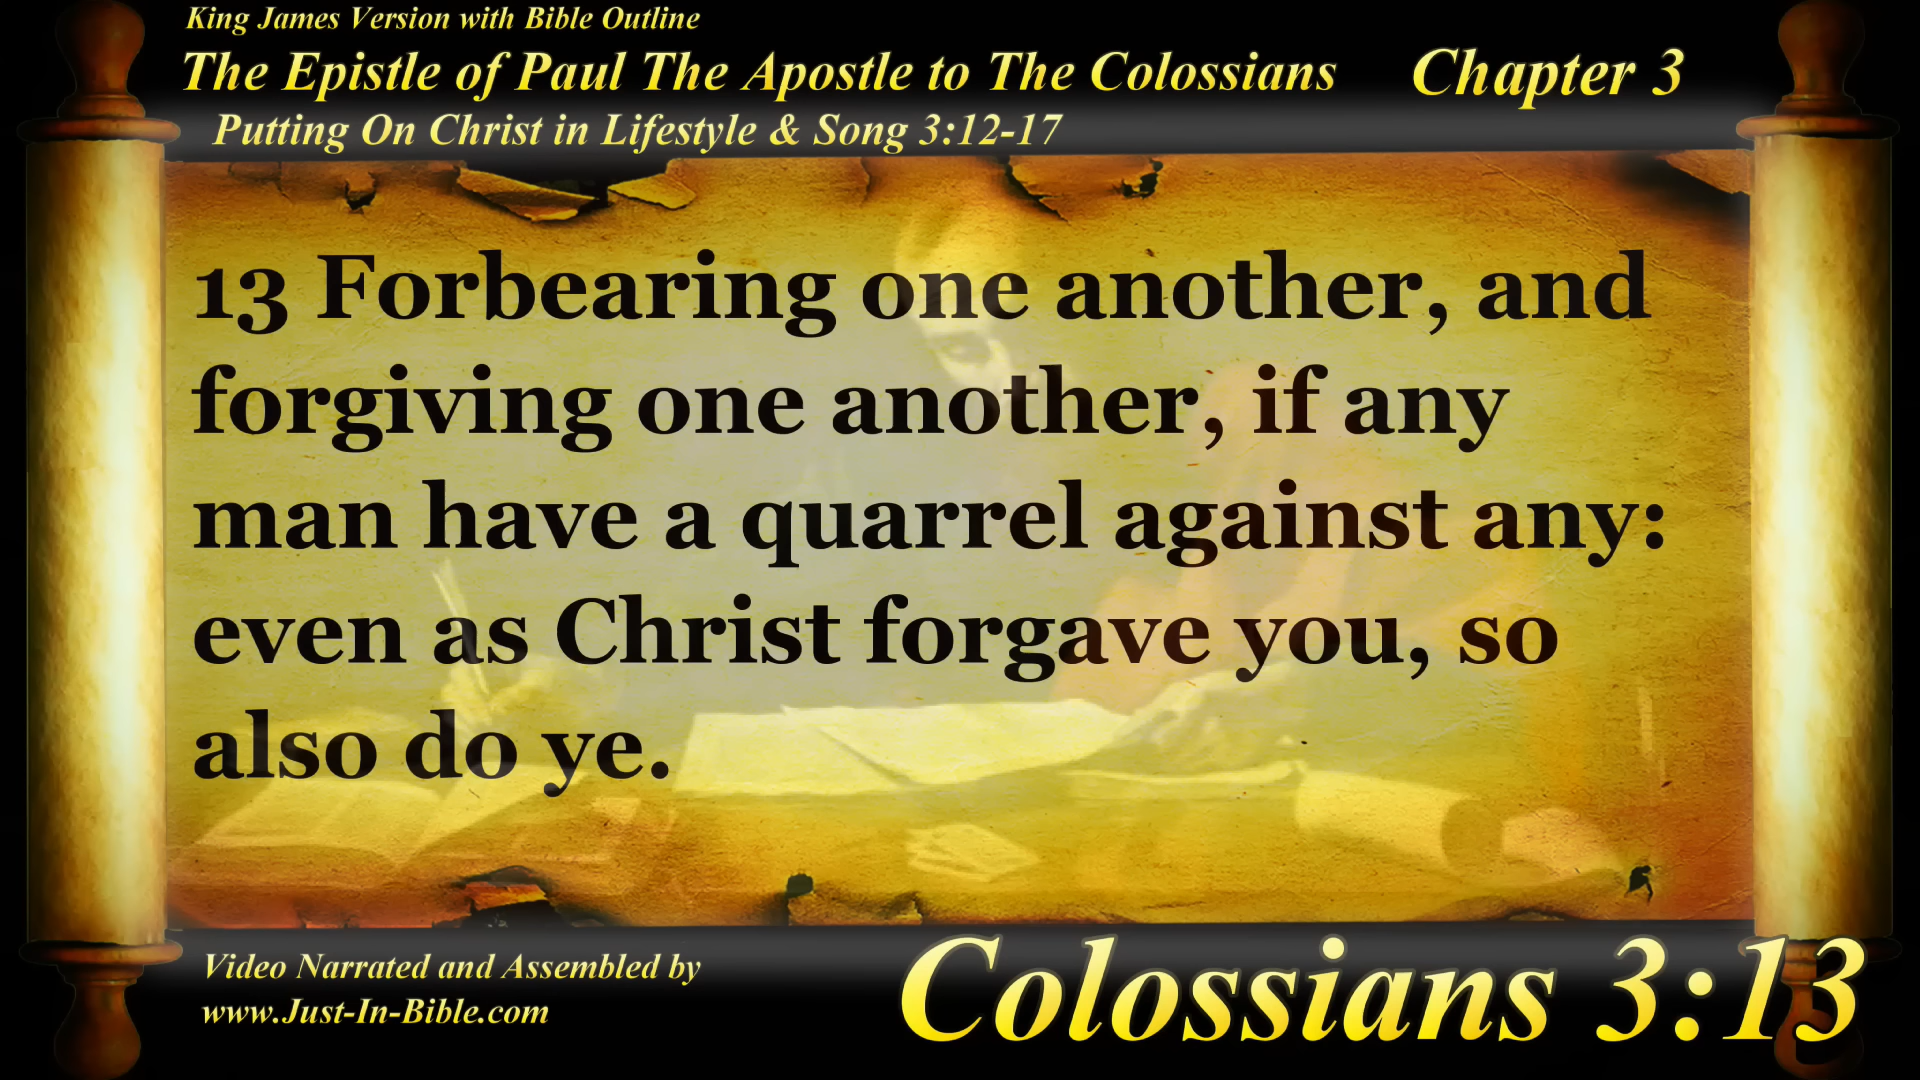 King James Version with Bible Outline
The Epistle of Paul The Apostle to The Colossians Chapter 3
Putting On Christ in Lifestyle & Song 3:12-17
13 Forbearing one another, and
forgiving one another, if any
man have a quarrel against any:
even as Christ forgave you, so
also do ye.
Video Narrated and Assembled by
www.Just-In-Bible.com
Colossians 3:13